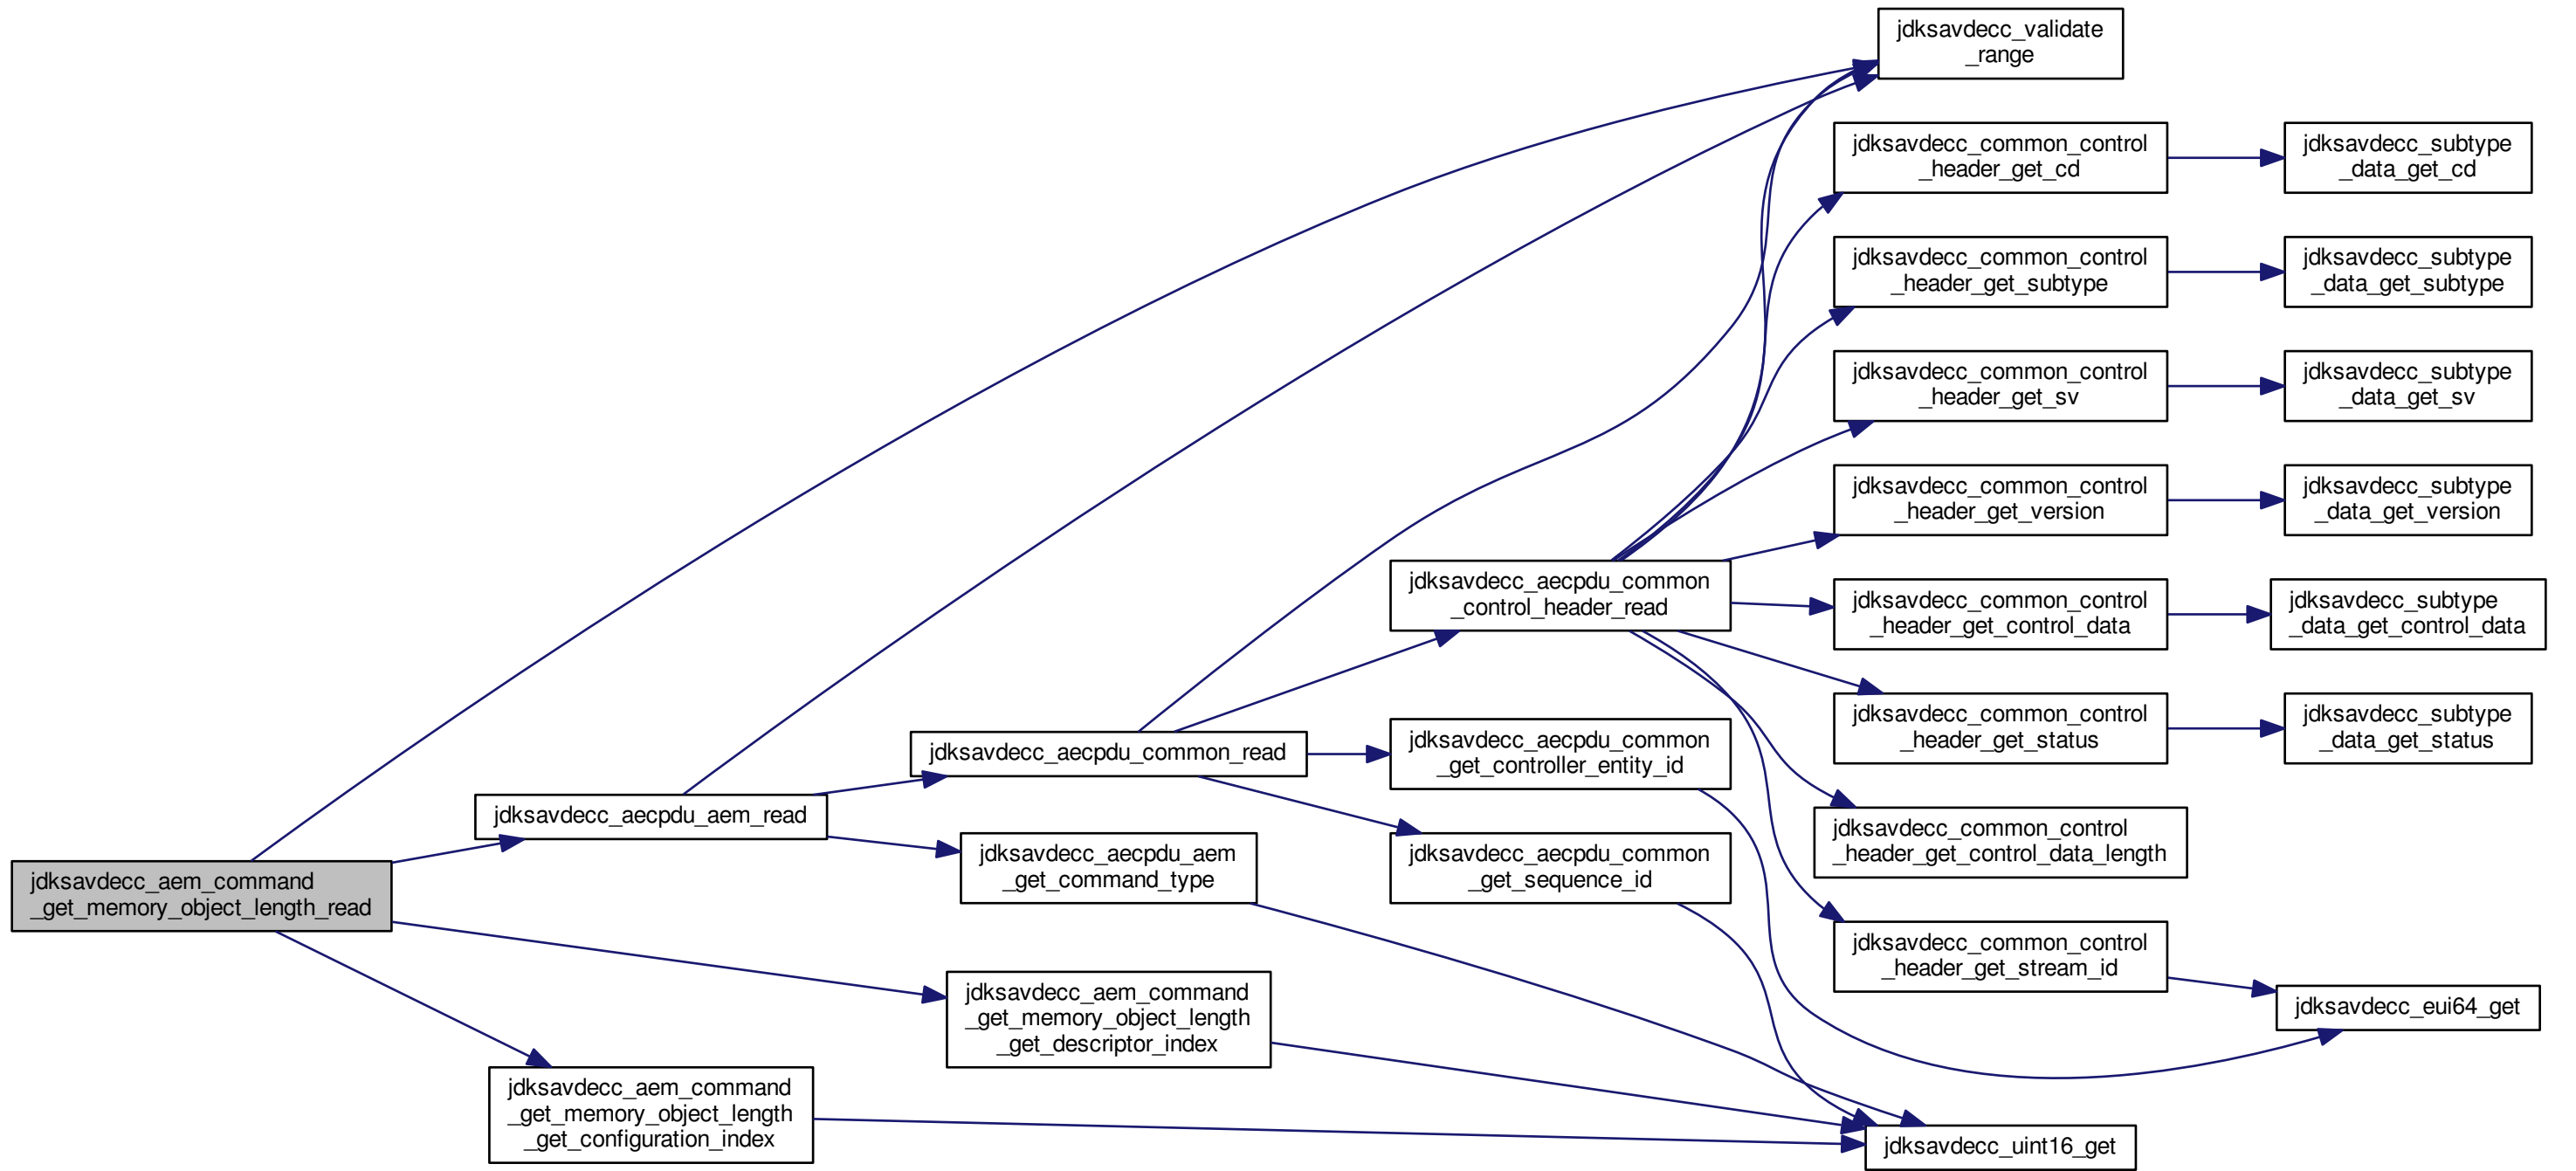 jdksavdecc_validate
_range
jdksavdecc_common_control
_header_get_cd
jdksavdecc_subtype
_data_get_cd
jdksavdecc_common_control
_header_get_subtype
jdksavdecc_subtype
_data_get_subtype
jdksavdecc_common_control
_header_get_sv
jdksavdecc_subtype
_data_get_sv
jdksavdecc_common_control
_header_get_version
jdksavdecc_subtype
_data_get_version
jdksavdecc_aecpdu_common
_control_header_read
jdksavdecc_common_control
_header_get_control_data
jdksavdecc_subtype
_data_get_control_data
jdksavdecc_common_control
_header_get_status
jdksavdecc_subtype
_data_get_status
jdksavdecc_aecpdu_common_read
jdksavdecc_aecpdu_common
_get_controller_entity_id
jdksavdecc_aecpdu_aem_read
jdksavdecc_common_control
_header_get_control_data_length
jdksavdecc_aecpdu_aem
_get_command_type
jdksavdecc_aecpdu_common
_get_sequence_id
jdksavdecc_aem_command
_get_memory_object_length_read
jdksavdecc_common_control
_header_get_stream_id
jdksavdecc_aem_command
_get_memory_object_length
_get_descriptor_index
jdksavdecc_eui64_get
jdksavdecc_aem_command
_get_memory_object_length
_get_configuration_index
jdksavdecc_uint16_get